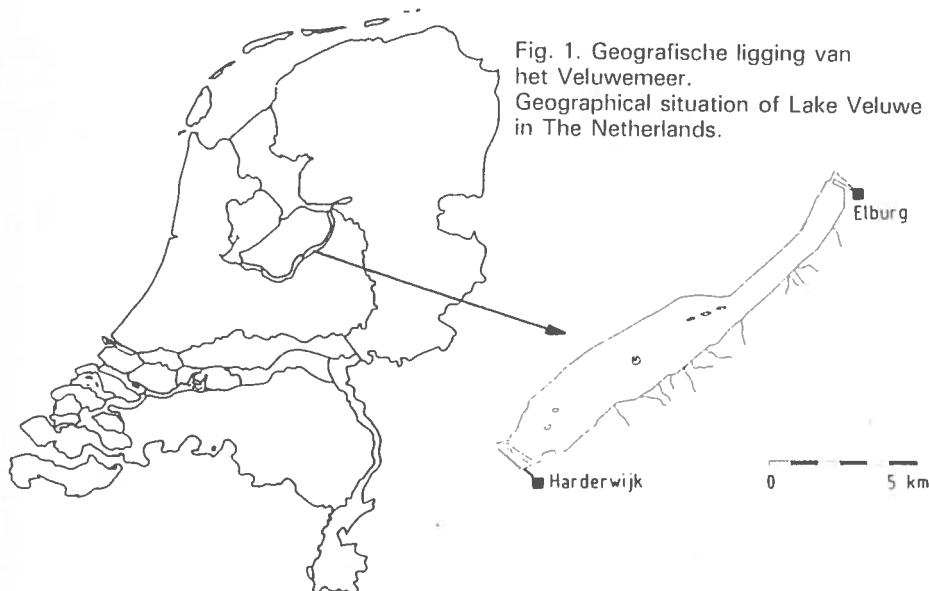 Fig. 1. Geografische ligging van
het Veluwemeer.
Geographical situation of Lake Veluwe
in The Netherlands.
Elburg
Harderwijk
0 5 km